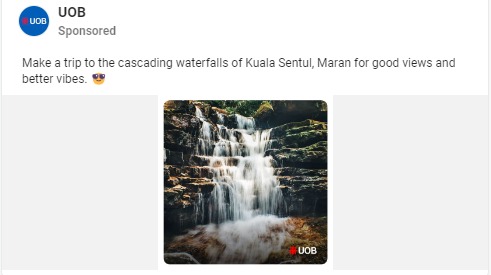 UOB
UOB
Sponsored
Make a trip to the cascading waterfalls of Kuala Sentul, Maran for good views and
better vibes. 😎
UOB